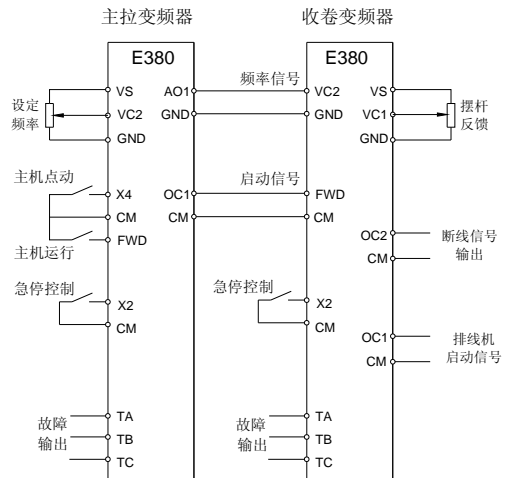 主拉变频器
收卷变频器
E380
E380
设定
频率
VS
VC2
GND
AO1
GND
频率信号
VC2
GND
VS
VC1
GND
摆杆
反馈
主机点动
X4
CM
FWD
主机运行
OC1
CM
启动信号
FWD
CM
OC2
CM
断线信号
输出
急停控制
X2
CM
急停控制
X2
CM
OC1
CM
排线机
启动信号
故障
输出
TA
TB
TC
故障
输出
TA
TB
TC